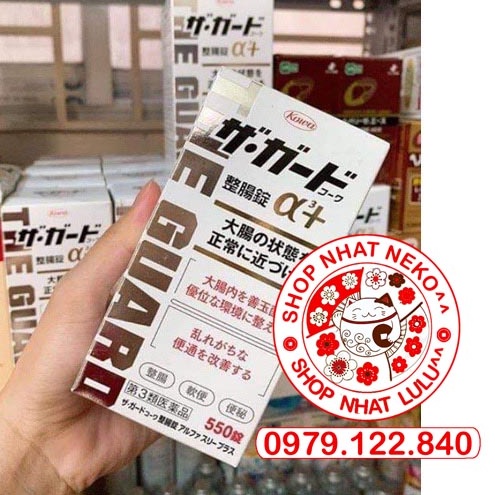 Kowa
ザ・ガード
コーワ
整腸錠 α³+
大腸の状態を
正常に近づけ
大腸内を善玉菌
優位な環境に整え
乱れがちな
便通を改善する
整腸 軟便 便秘
第③類医薬品
550錠
ザ・ガードコーワ整腸錠 アルファ スリー プラス
THE GUARD
SHOP NHAT NEKO^^
SHOP NHAT LULU^^
0979.122.840